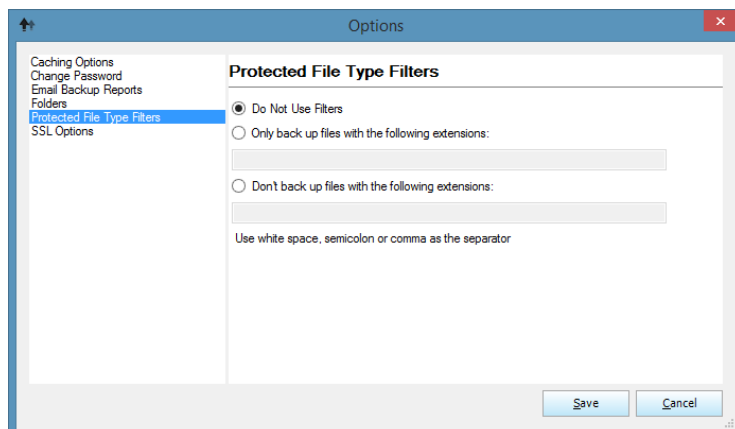 Options
Caching Options
Change Password
Email Backup Reports
Folders
Protected File Type Filters
SSL Options
Protected File Type Filters
Do Not Use Filters
Only back up files with the following extensions:
Don't back up files with the following extensions:
Use white space, semicolon or comma as the separator
Save Cancel